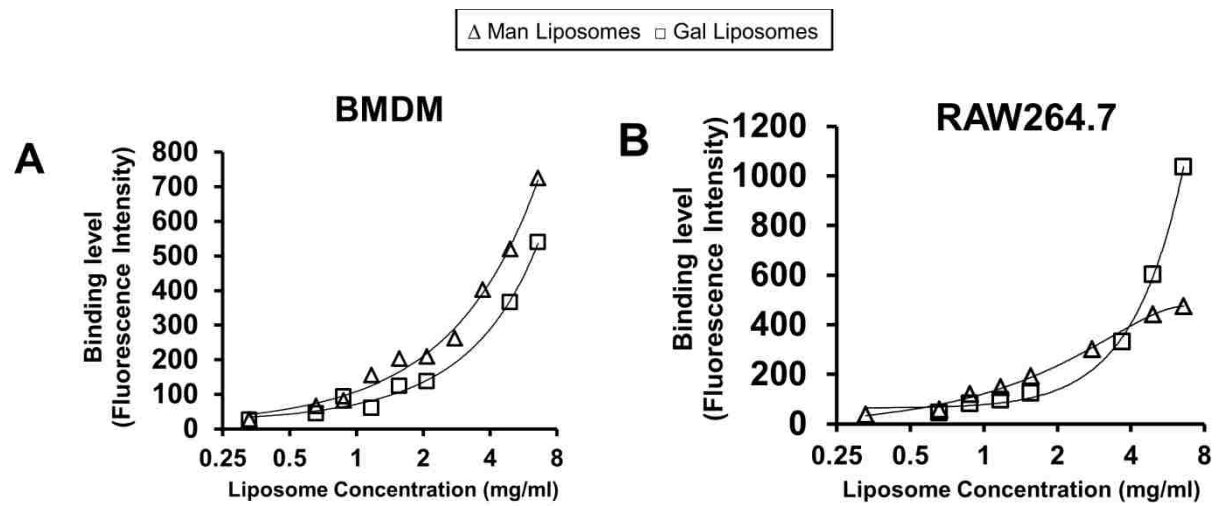 Man Liposomes Gal Liposomes
A
BMDM
Binding level
(Fluorescence Intensity)
800
700
600
500
400
300
200
100
0
0.25 0.5 1 2 4 8
Liposome Concentration (mg/ml)
B
RAW264.7
Binding level
(Fluorescence Intensity)
1200
1000
800
600
400
200
0
0.25 0.5 1 2 4 8
Liposome Concentration (mg/ml)